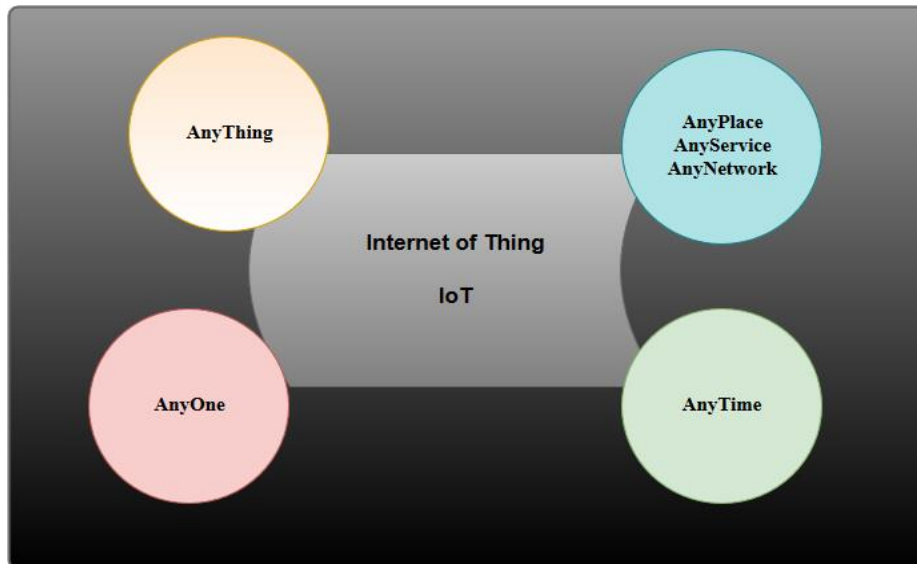 AnyThing
AnyPlace
AnyService
AnyNetwork
Internet of Thing
IoT
AnyOne
AnyTime